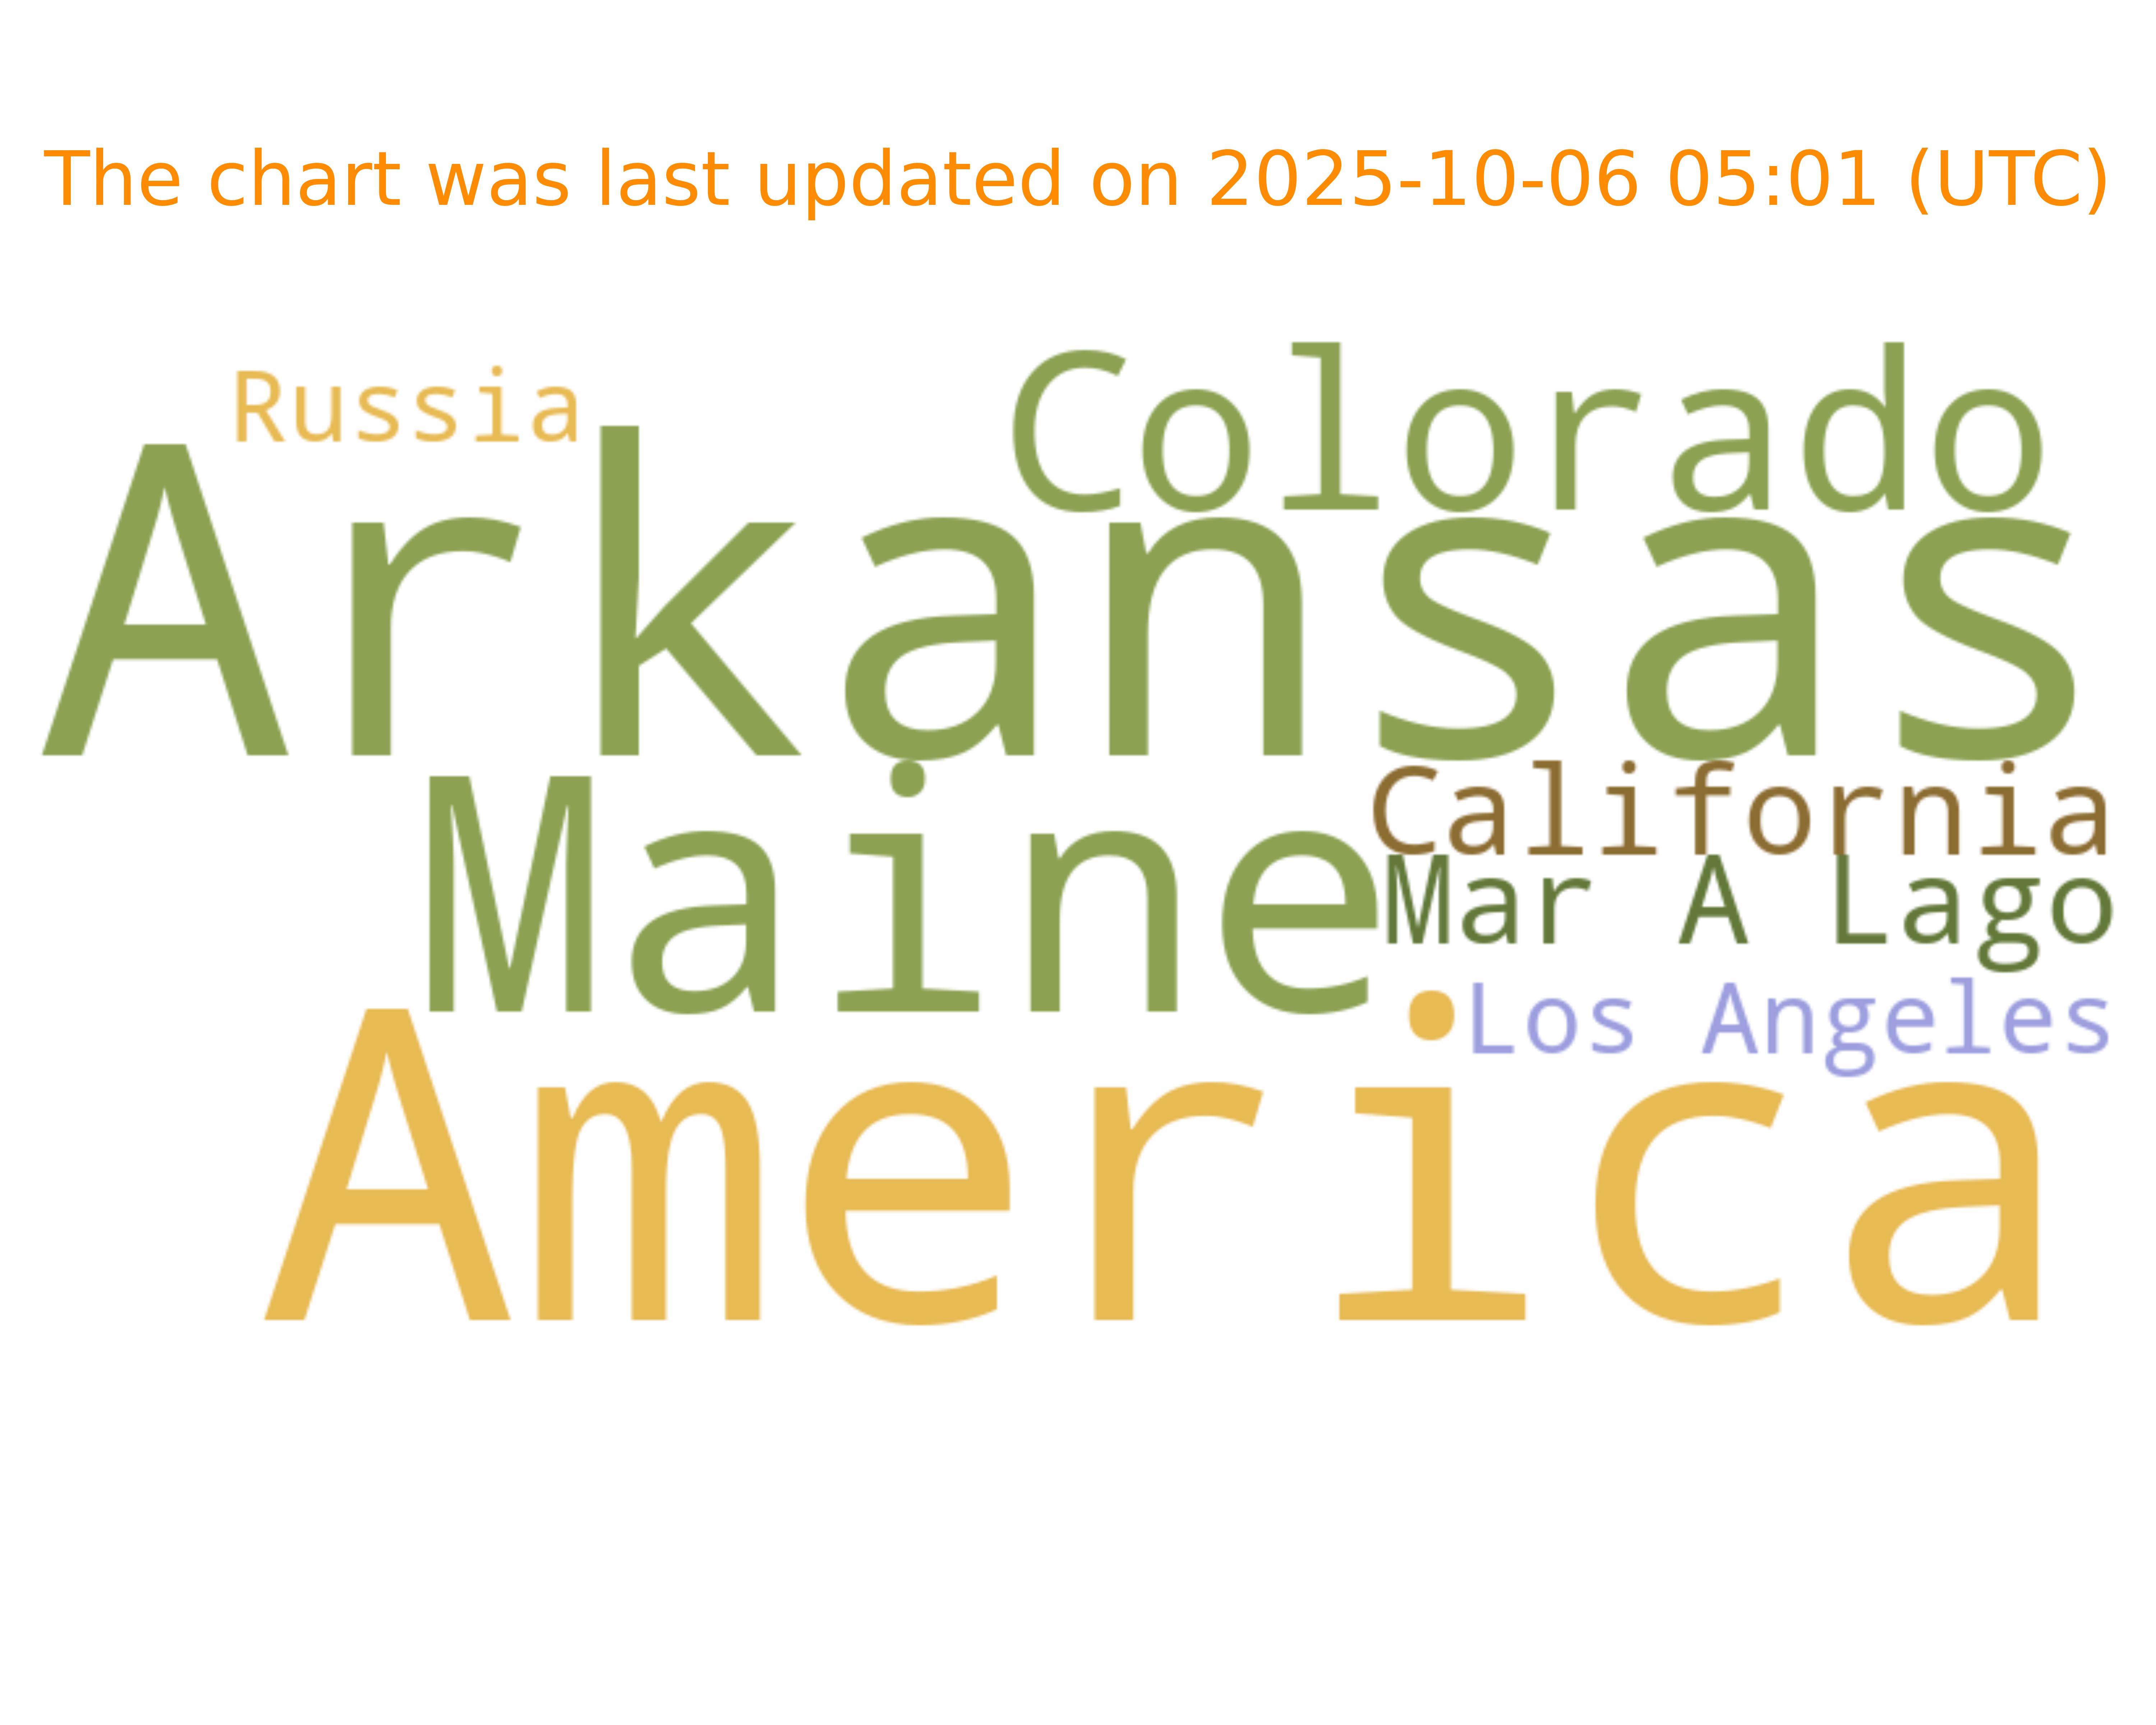 The chart was last updated on 2025-10-06 05:01 (UTC)
Russia
Colorado
Arkansas
Maine
California
Mar A Lago
Los Angeles
America